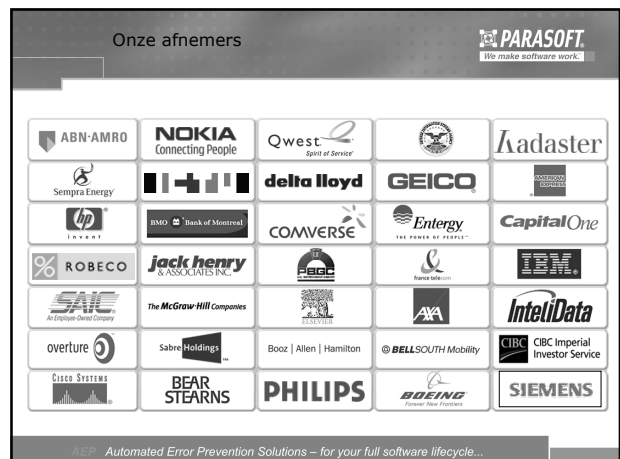 Onze afnemers
PARASOFT.
We make software work.
ABN·AMRO
NOKIA
Connecting People
Qwest
Spirit of Service
kadaster
Sempra Energy
delta lloyd
GEICO
AMERICAN
EXPRESS
hp
invent
BMO Bank of Montreal
COMVERSE
Entergy
THE POWER OF PEOPLE
CapitalOne
% ROBECO
jack henry
& ASSOCIATES INC.
PBGC
france telecom
IBM
SAIC
An Employee-Owned Company
The McGraw·Hill Companies
ELSEVIER
AXA
InteliData
overture
Sabre Holdings
Booz | Allen | Hamilton
BELLSOUTH Mobility
CIBC
CIBC Imperial
Investor Service
CISCO SYSTEMS
BEAR
STEARNS
PHILIPS
BOEING
Forever New Frontiers
SIEMENS
AEP Automated Error Prevention Solutions – for your full software lifecycle...